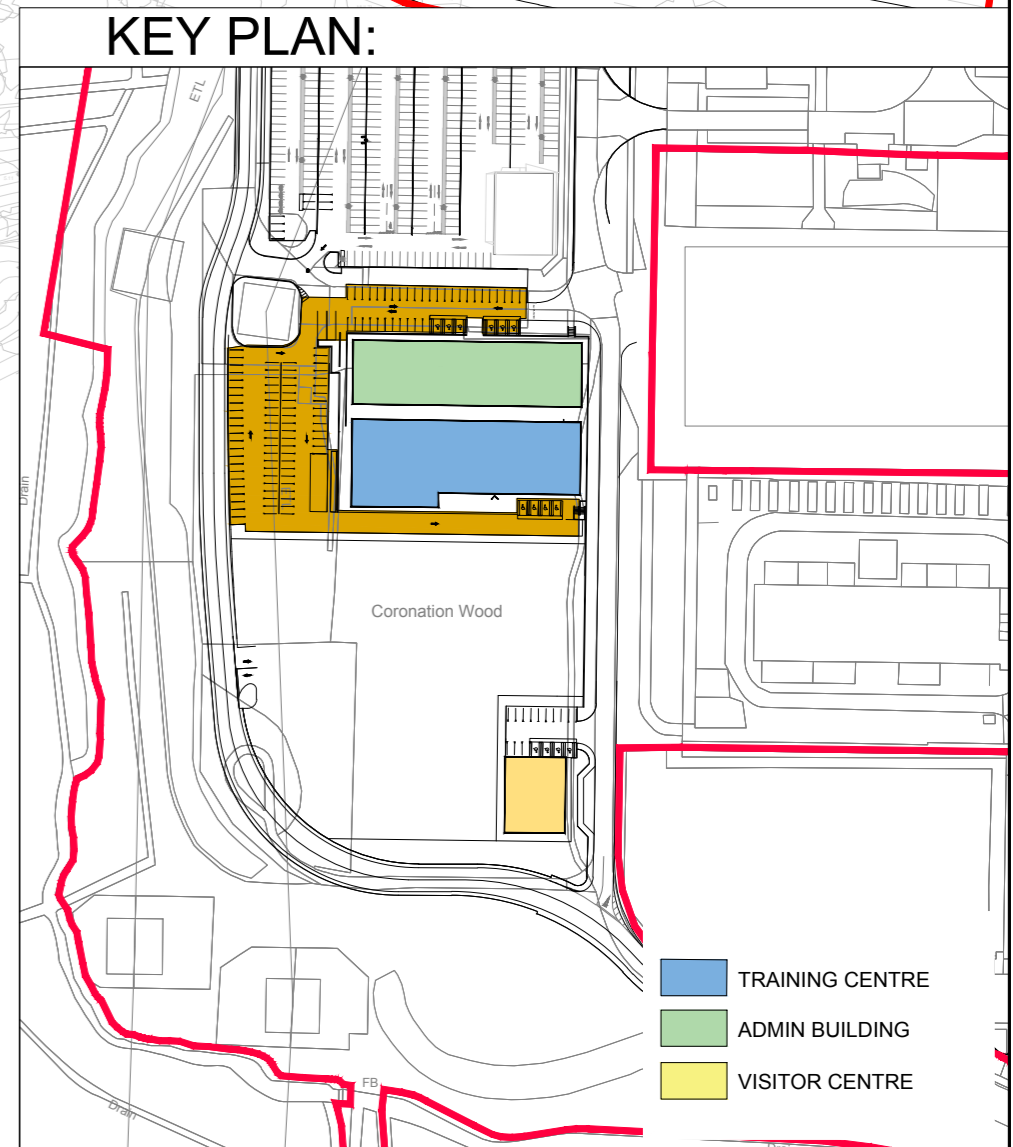 KEY PLAN:
ETL
Drain
Coronation Wood
TRAINING CENTRE
ADMIN BUILDING
VISITOR CENTRE
FB
Drain